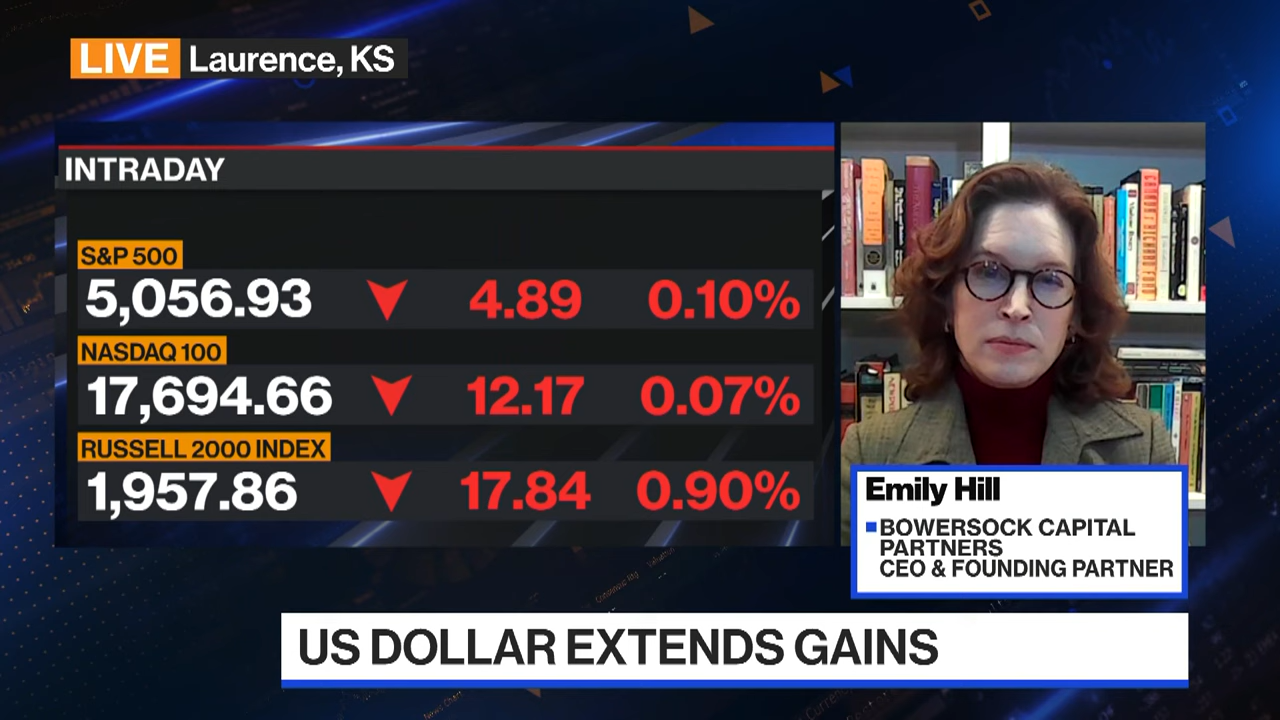 LIVE Laurence, KS
INTRADAY
S&P 500
5,056.93 4.89 0.10%
NASDAQ 100
17,694.66 12.17 0.07%
RUSSELL 2000 INDEX
1,957.86 17.84 0.90%
Emily Hill
BOWERSOCK CAPITAL
PARTNERS
CEO & FOUNDING PARTNER
US DOLLAR EXTENDS GAINS